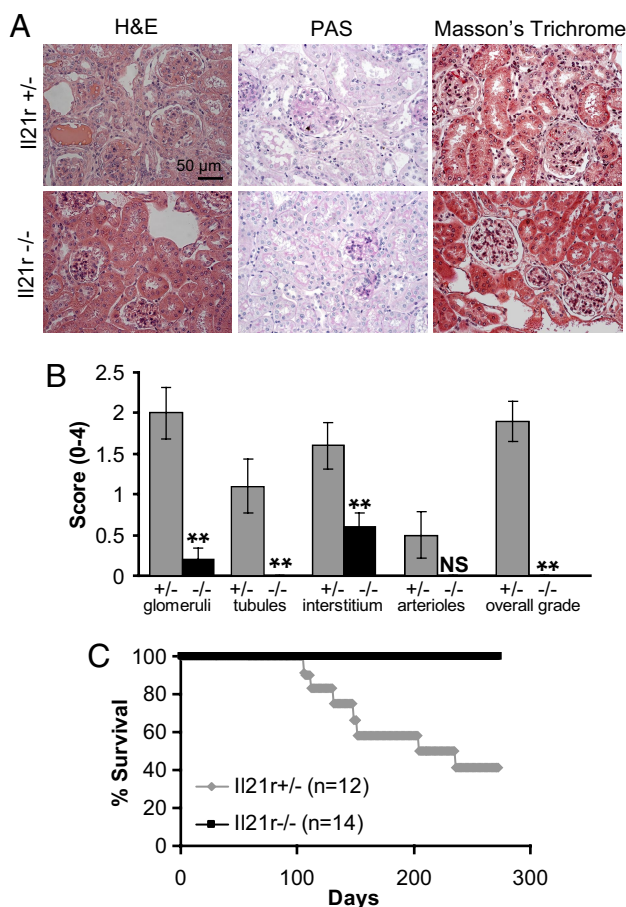 A
H&E PAS Masson's Trichrome
Il21r +/-
50 µm
Il21r -/-
B
Score (0-4)
2.5
2
1.5
1
0.5
0
** ** ** NS **
+/- -/- +/- -/- +/- -/- +/- -/- +/- -/-
glomeruli tubules interstitium arterioles overall grade
C
% Survival
100
80
60
40
20
0
Il21r+/- (n=12)
Il21r-/- (n=14)
0 100 200 300
Days